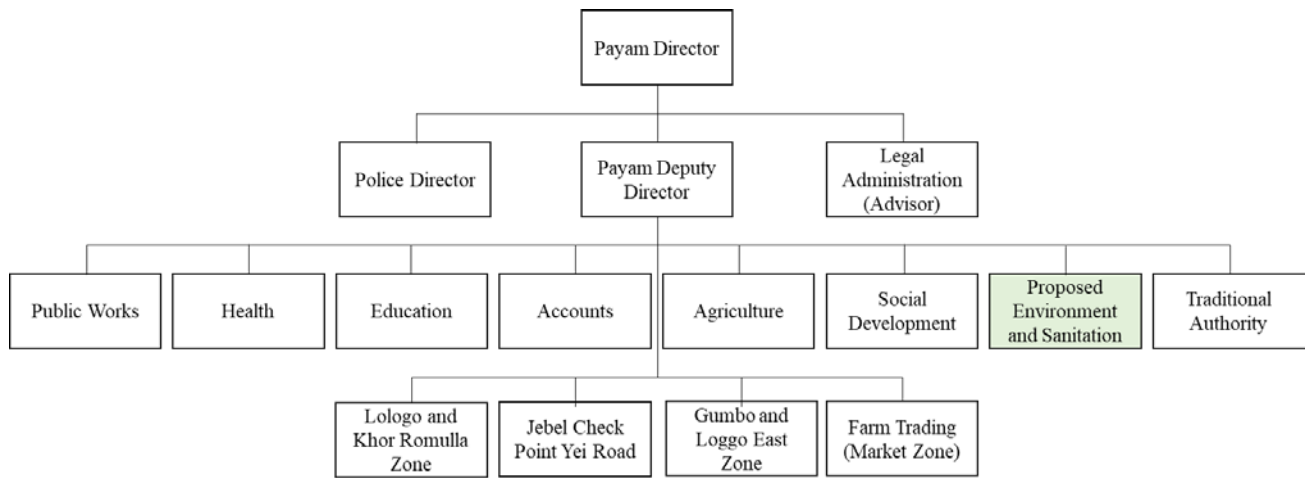 Payam Director
Police Director
Payam Deputy
Director
Legal
Administration
(Advisor)
Public Works
Health
Education
Accounts
Agriculture
Social
Development
Proposed
Environment
and Sanitation
Traditional
Authority
Lologo and
Khor Romulla
Zone
Jebel Check
Point Yei Road
Gumbo and
Loggo East
Zone
Farm Trading
(Market Zone)